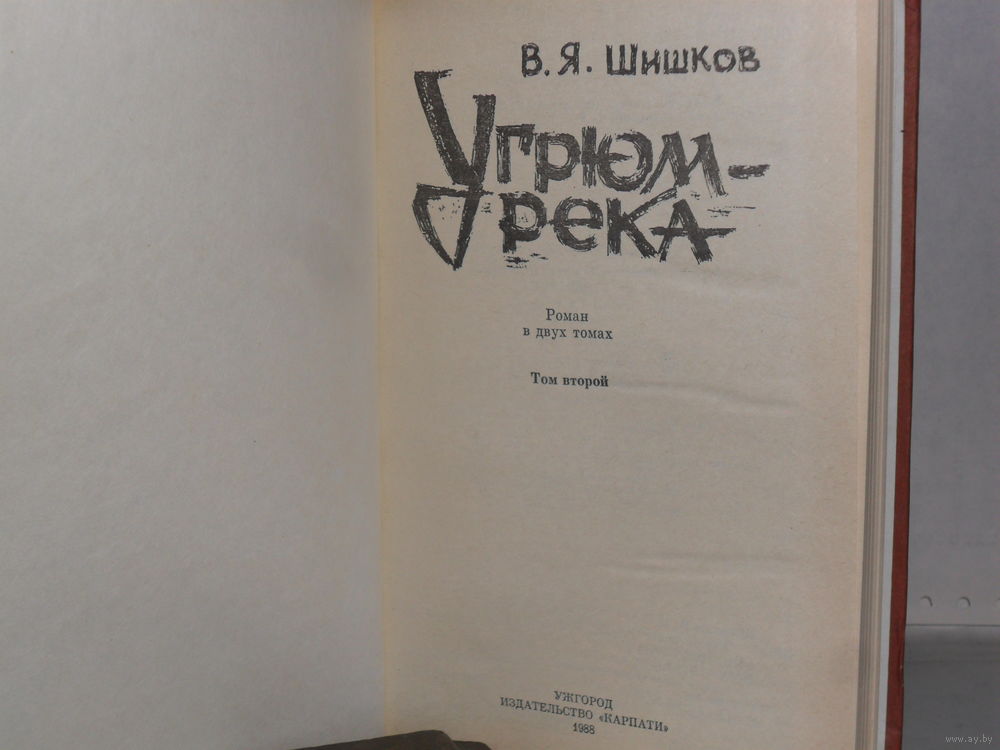 В. Я. Шишков
Угрюм-
река
Роман
в двух томах
Том второй
УЖГОРОД
ИЗДАТЕЛЬСТВО «КАРПАТИ»
1988
www.ay.by